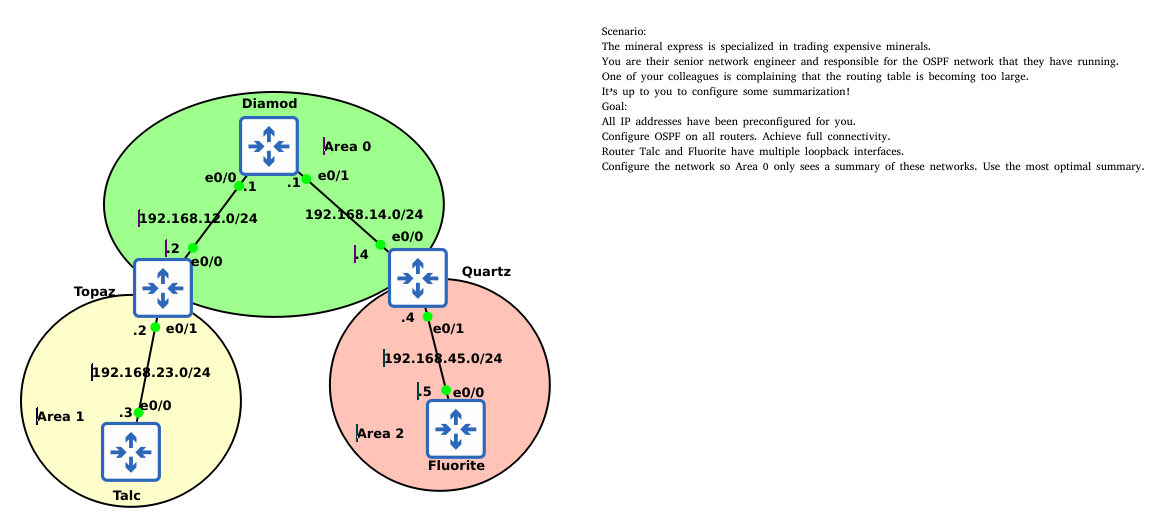 Scenario:
The mineral express is specialized in trading expensive minerals.
You are their senior network engineer and responsible for the OSPF network that they have running.
One of your colleagues is complaining that the routing table is becoming too large.
It's up to you to configure some summarization!
Goal:
All IP addresses have been preconfigured for you.
Configure OSPF on all routers. Achieve full connectivity.
Router Talc and Fluorite have multiple loopback interfaces.
Configure the network so Area 0 only sees a summary of these networks. Use the most optimal summary.
Diamod
Area 0
e0/0
.1
.1
e0/1
192.168.12.0/24
192.168.14.0/24
.2
e0/0
e0/0
.4
Topaz
Quartz
.2
e0/1
.4
e0/1
192.168.23.0/24
192.168.45.0/24
.3
e0/0
.5
e0/0
Area 1
Area 2
Talc
Fluorite